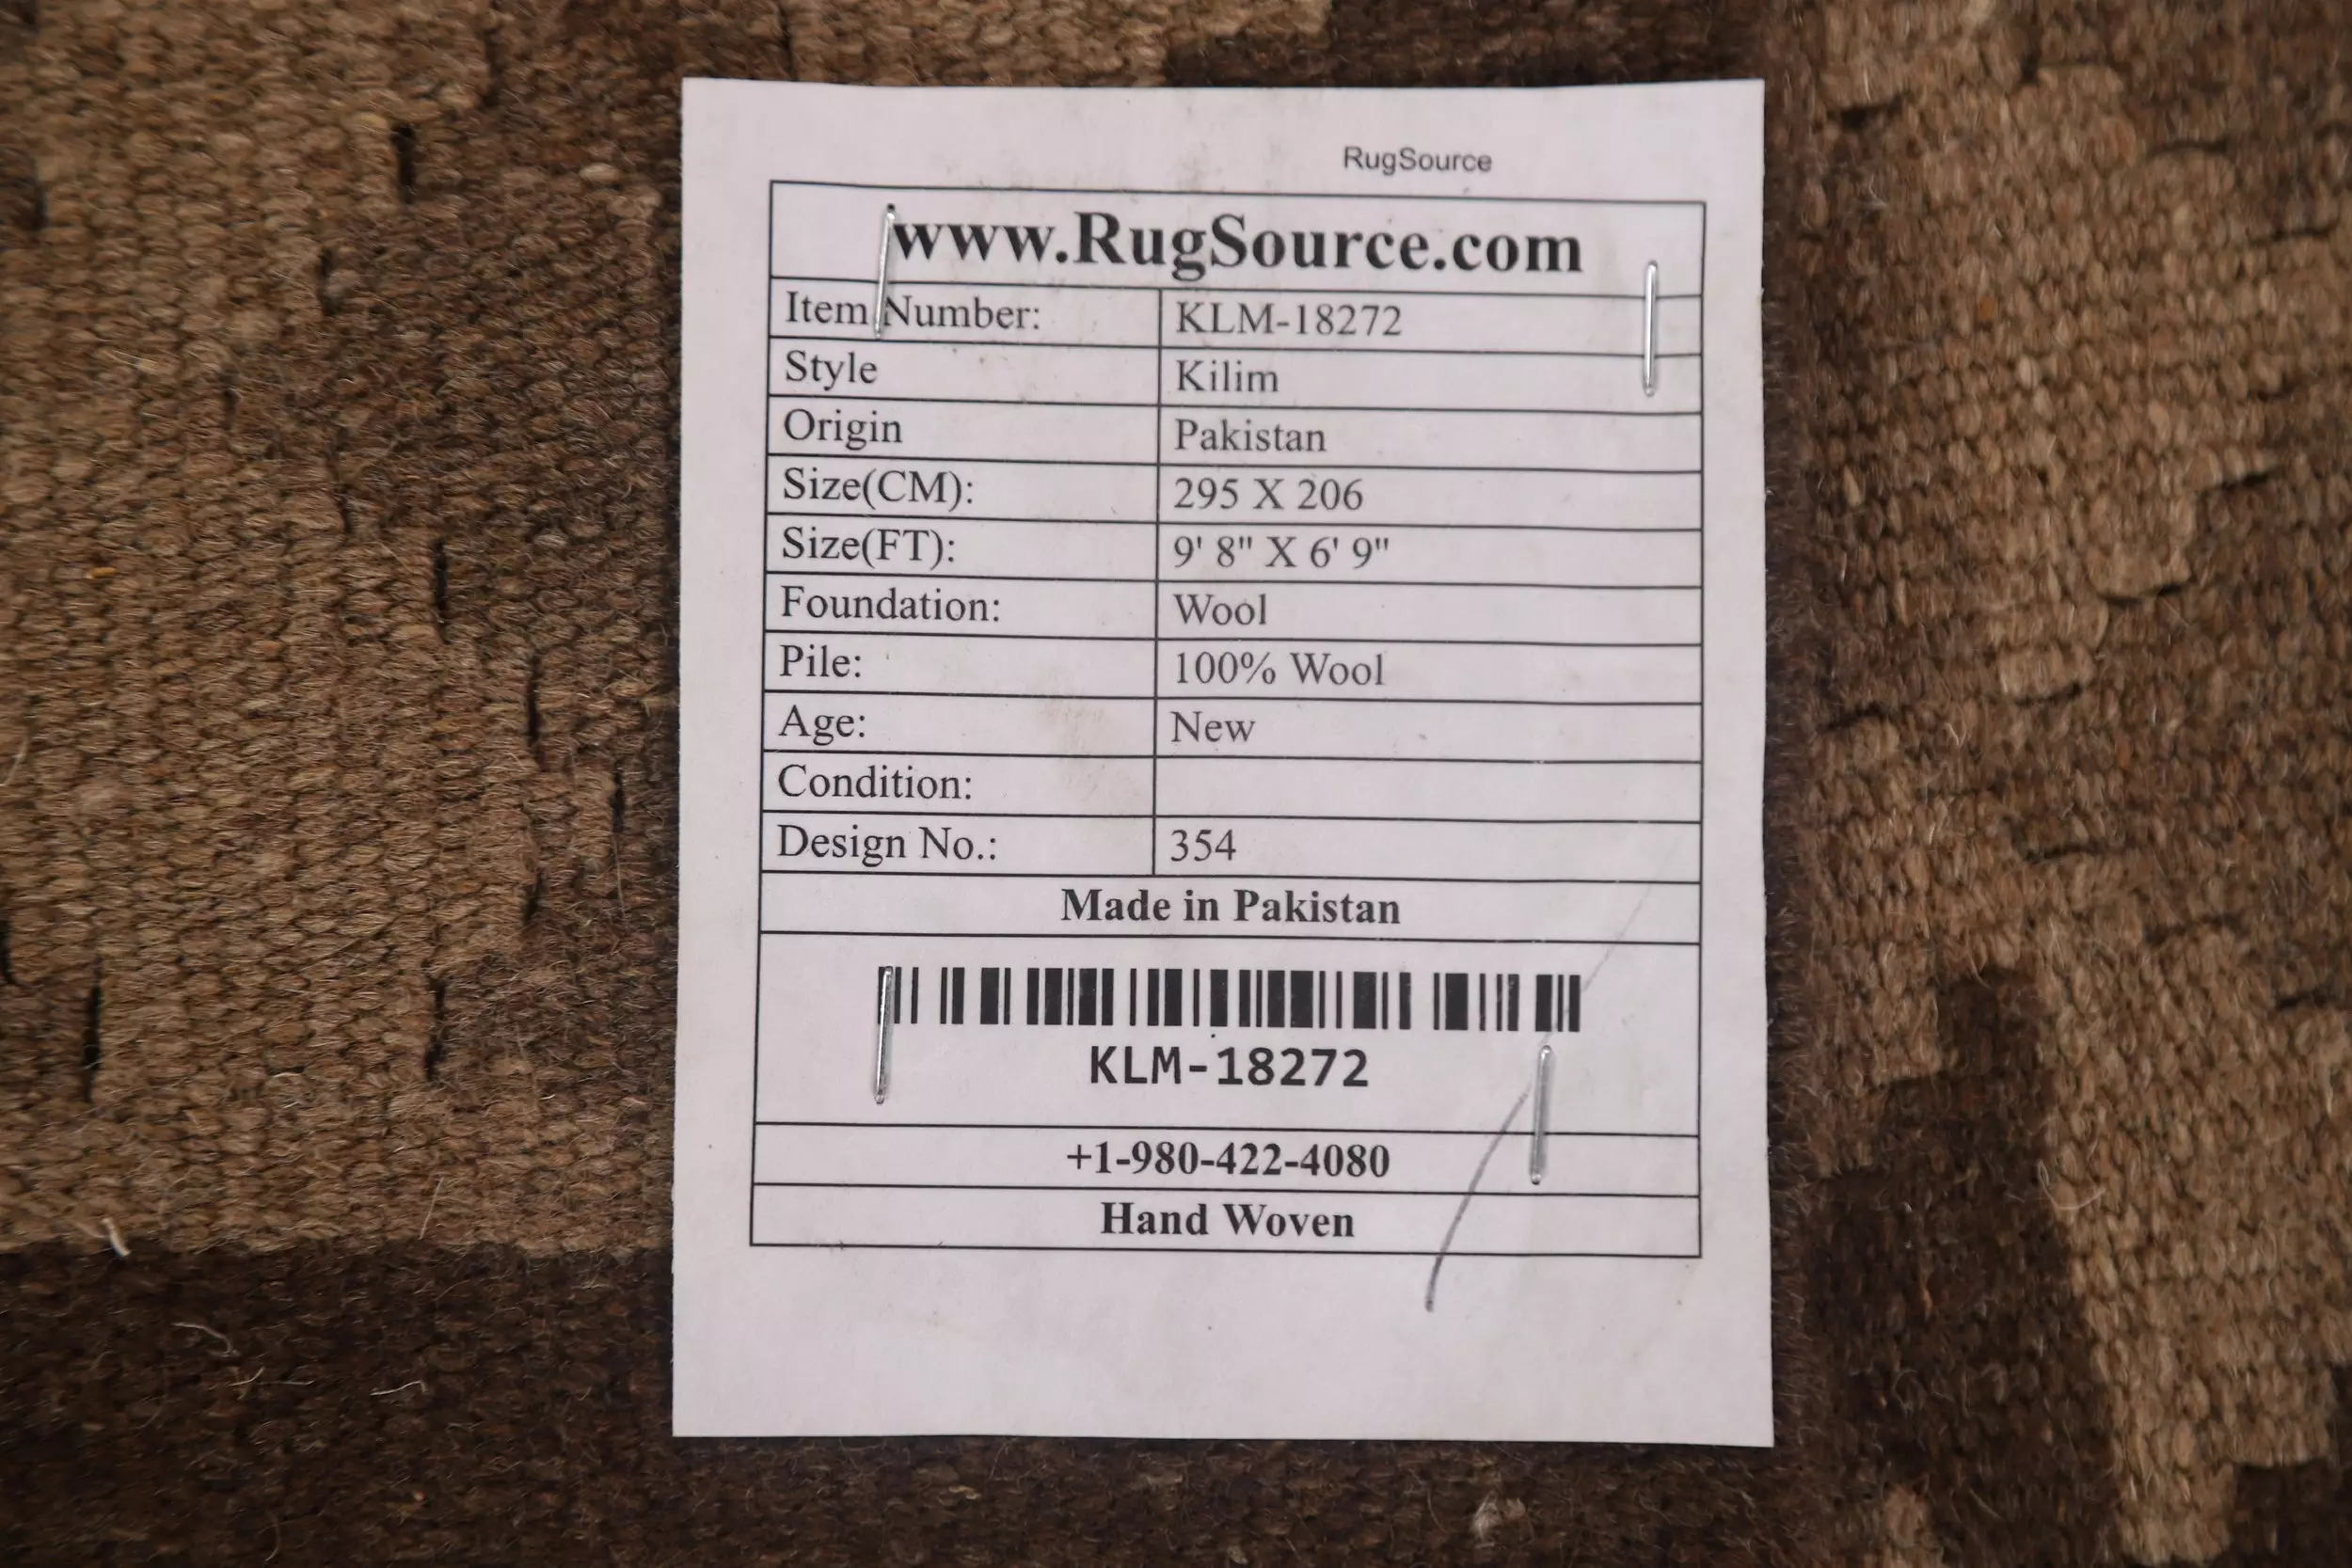 RugSource
www.RugSource.com
Item Number: KLM-18272
Style Kilim
Origin Pakistan
Size(CM): 295 X 206
Size(FT): 9' 8" X 6' 9"
Foundation: Wool
Pile: 100% Wool
Age: New
Condition:
Design No.: 354
Made in Pakistan
KLM-18272
+1-980-422-4080
Hand Woven